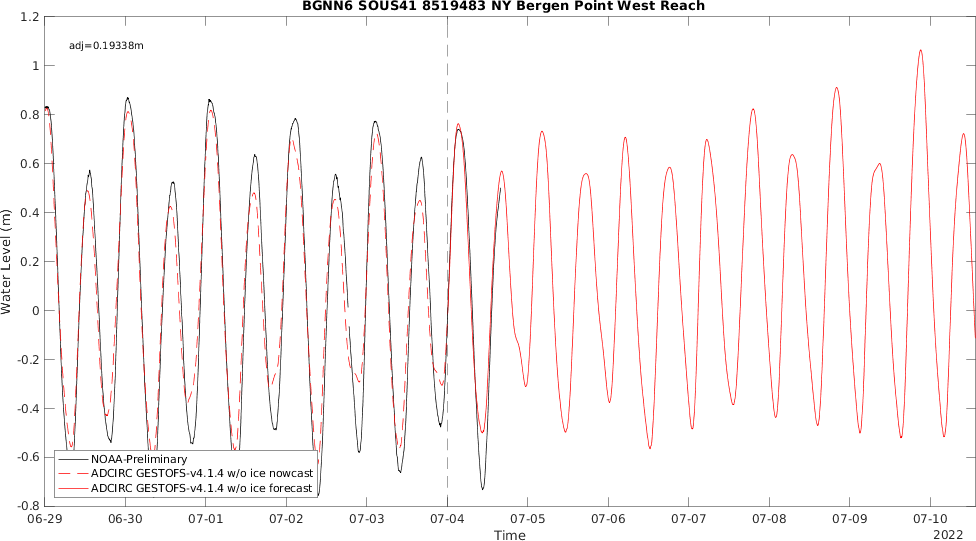 BGNN6 SOUS41 8519483 NY Bergen Point West Reach
adj=0.19338m
Water Level (m)
1.2
1
0.8
0.6
0.4
0.2
0
-0.2
-0.4
-0.6
-0.8
NOAA-Preliminary
ADCIRC GESTOFS-v4.1.4 w/o ice nowcast
ADCIRC GESTOFS-v4.1.4 w/o ice forecast
06-29 06-30 07-01 07-02 07-03 07-04 07-05 07-06 07-07 07-08 07-09 07-10
Time
2022